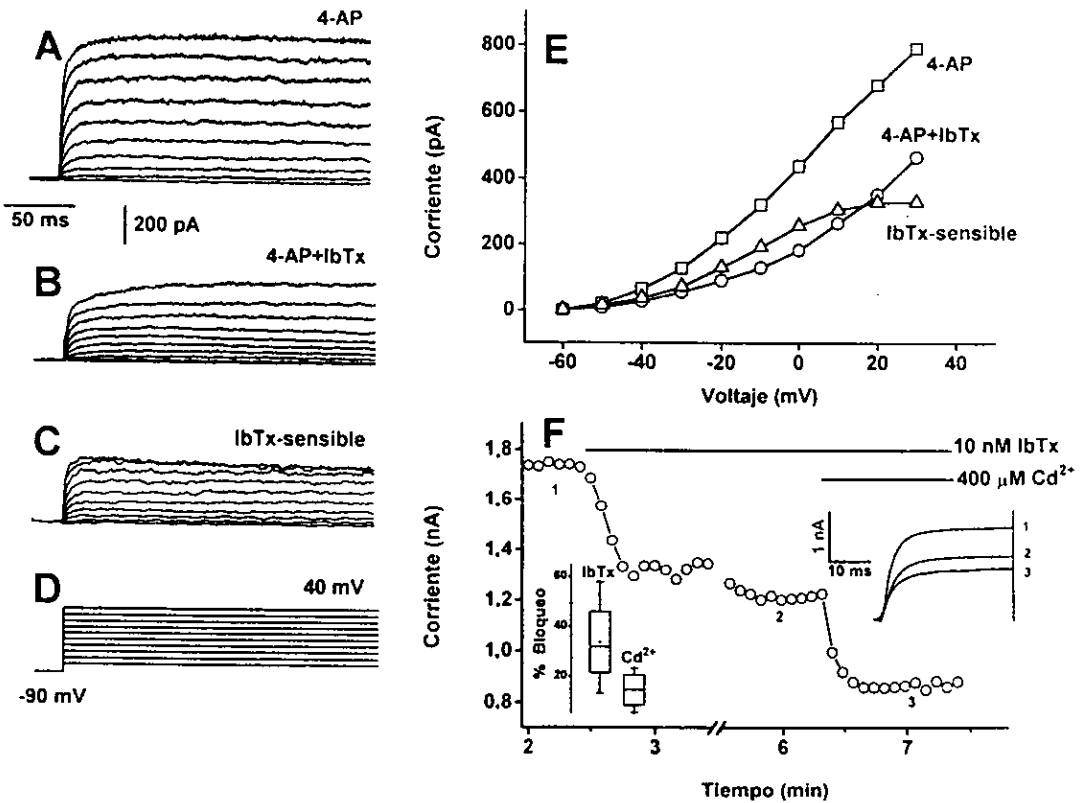 A
4-AP
50 ms
200 pA
B
4-AP+IbTx
C
IbTx-sensible
D
40 mV
-90 mV
E
Corriente (pA)
800
600
400
200
0
4-AP
4-AP+IbTx
IbTx-sensible
-60
-40
-20
0
20
40
Voltaje (mV)
F
Corriente (nA)
1.8
1.6
1.4
1.2
1.0
0.8
10 nM IbTx
400 μM Cd²⁺
1
2
3
% Bloqueo
60
40
20
IbTx
Cd²⁺
1 nA
10 ms
1
2
3
2
3
6
7
Tiempo (min)